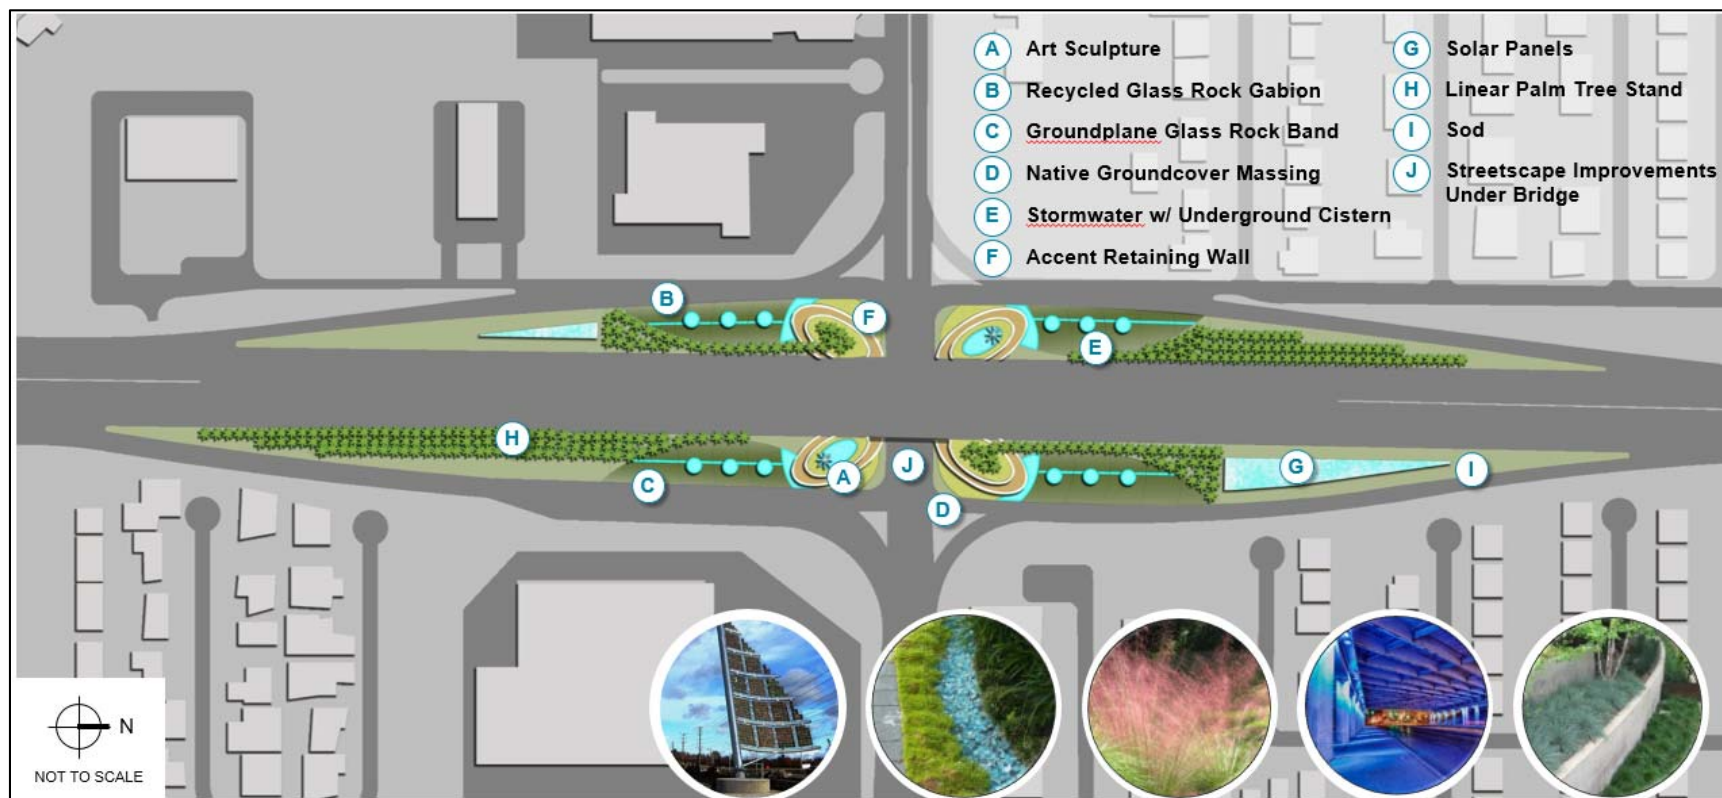 A Art Sculpture
B Recycled Glass Rock Gabion
C Groundplane Glass Rock Band
D Native Groundcover Massing
E Stormwater w/ Underground Cistern
F Accent Retaining Wall
G Solar Panels
H Linear Palm Tree Stand
I Sod
J Streetscape Improvements
Under Bridge
B
F
E
H
C
A
J
D
G
I
N
NOT TO SCALE